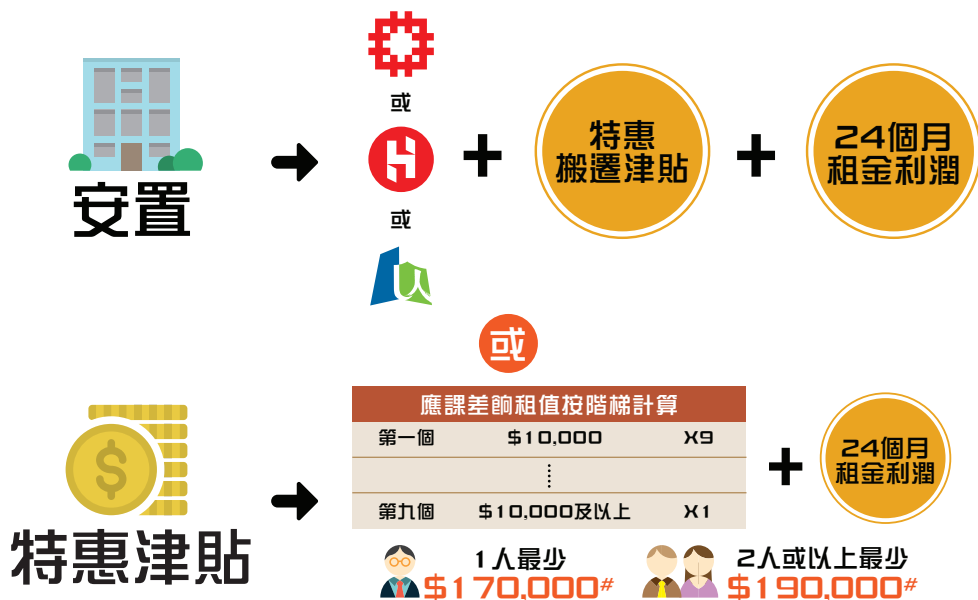 或
特惠
搬遷津貼
24個月
租金利潤
安置
或
或
應課差餉租值按階梯計算
第一個 $10,000 X9
第九個 $10,000及以上 X1
24個月
租金利潤
特惠津貼
1人最少
$170,000#
2人或以上最少
$190,000#